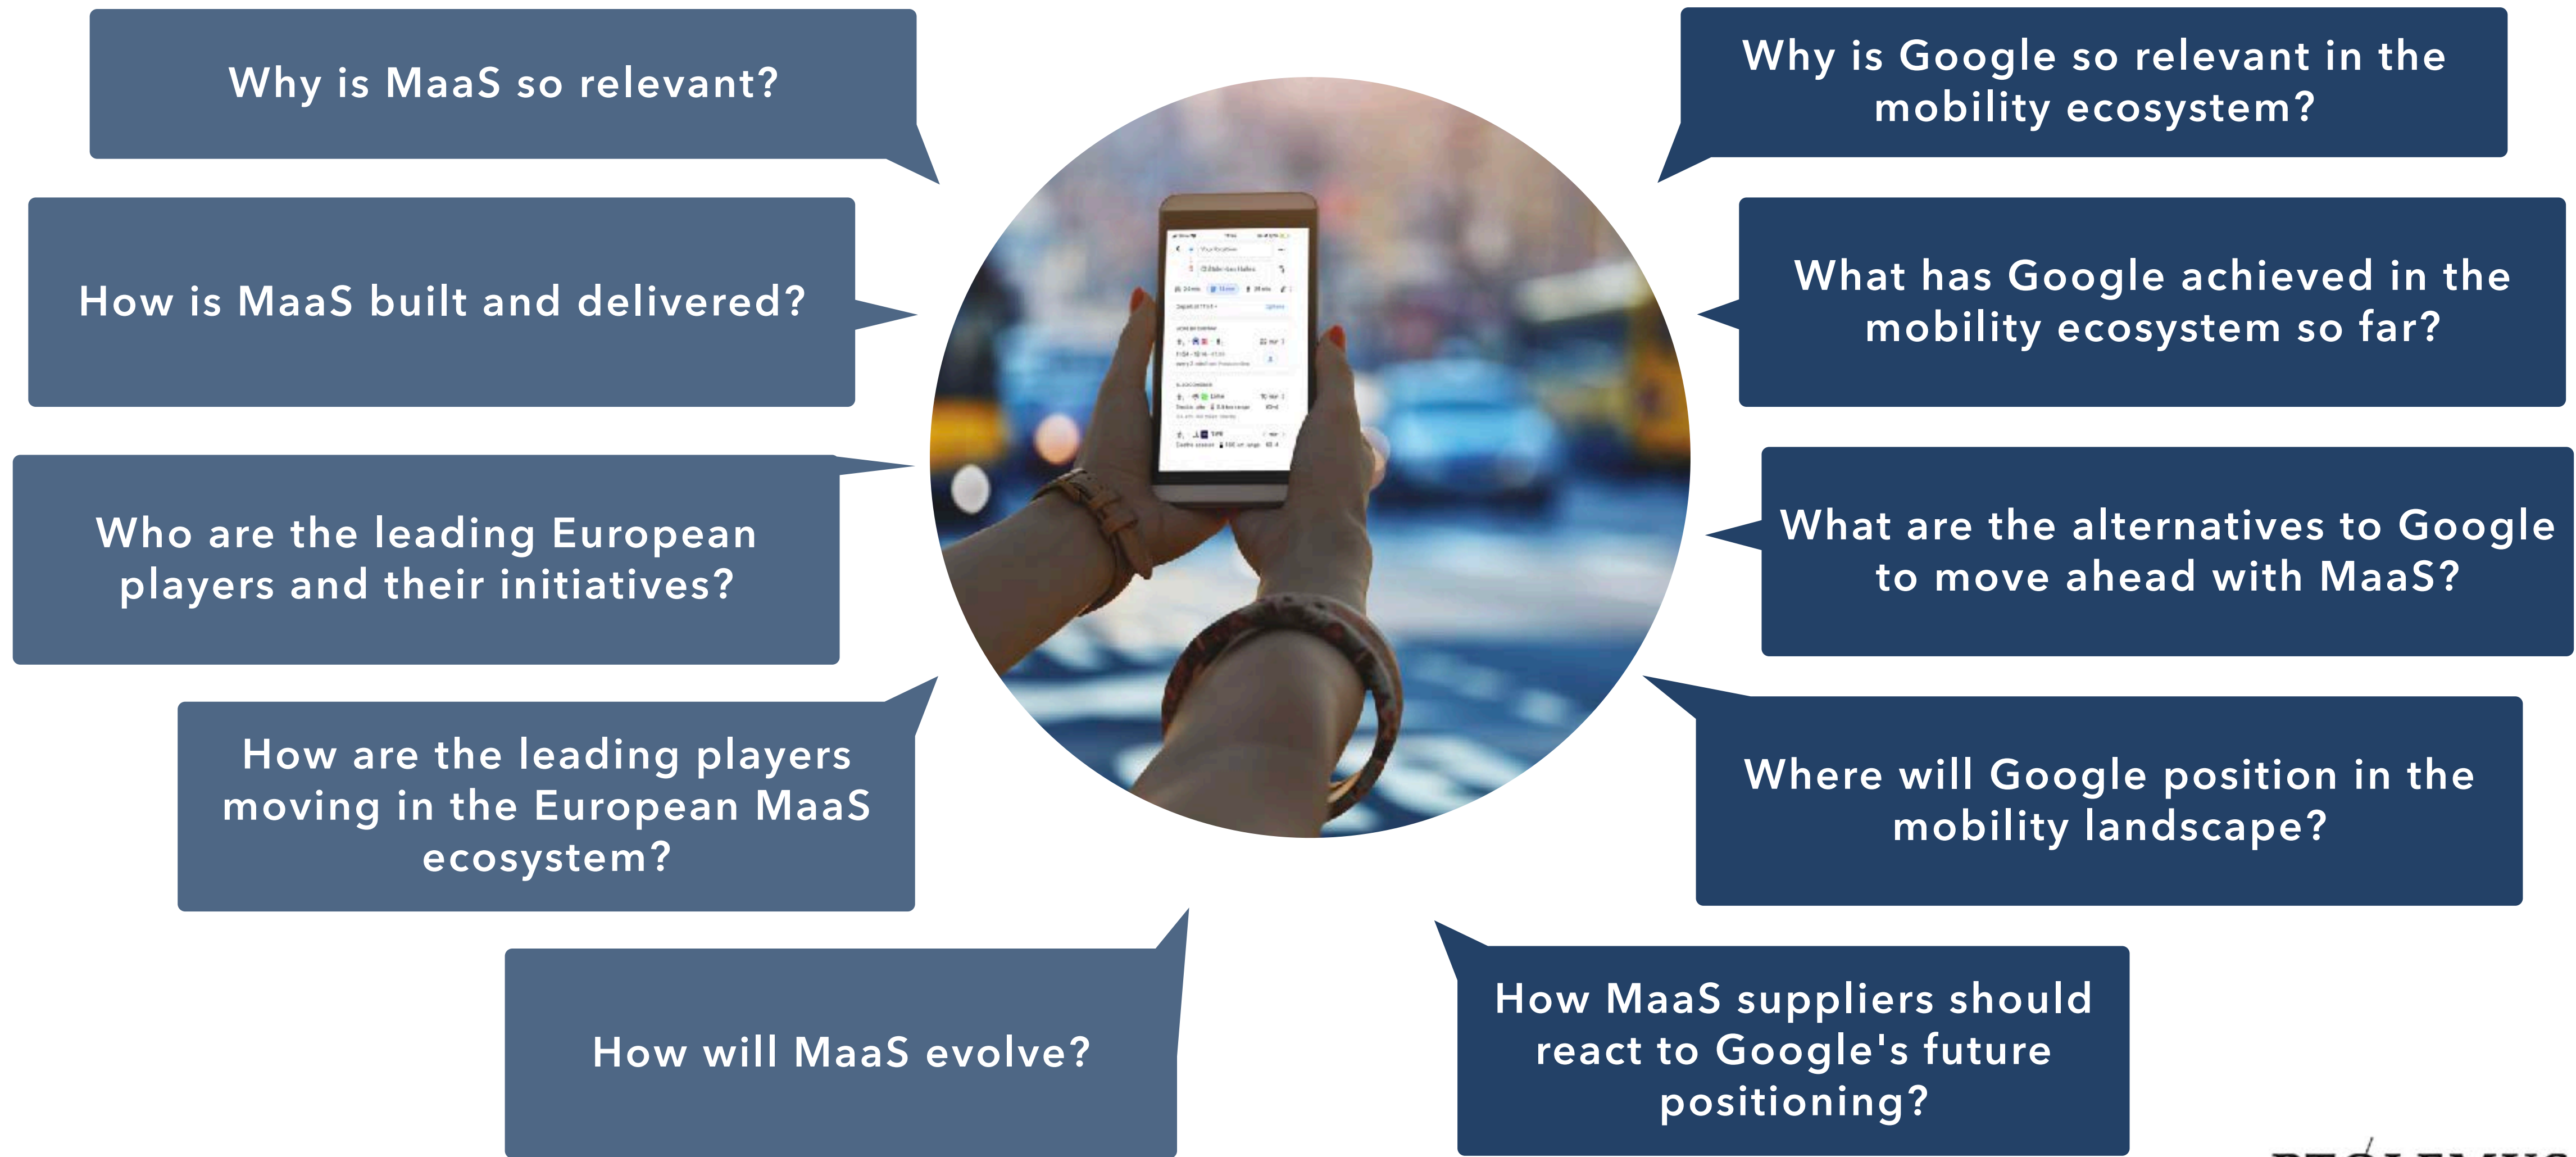 Why is MaaS so relevant?
How is MaaS built and delivered?
Who are the leading European
players and their initiatives?
How are the leading players
moving in the European MaaS
ecosystem?
How will MaaS evolve?
Why is Google so relevant in the
mobility ecosystem?
What has Google achieved in the
mobility ecosystem so far?
What are the alternatives to Google
to move ahead with MaaS?
Where will Google position in the
mobility landscape?
How MaaS suppliers should
react to Google's future
positioning?
Your location
Options
Lime